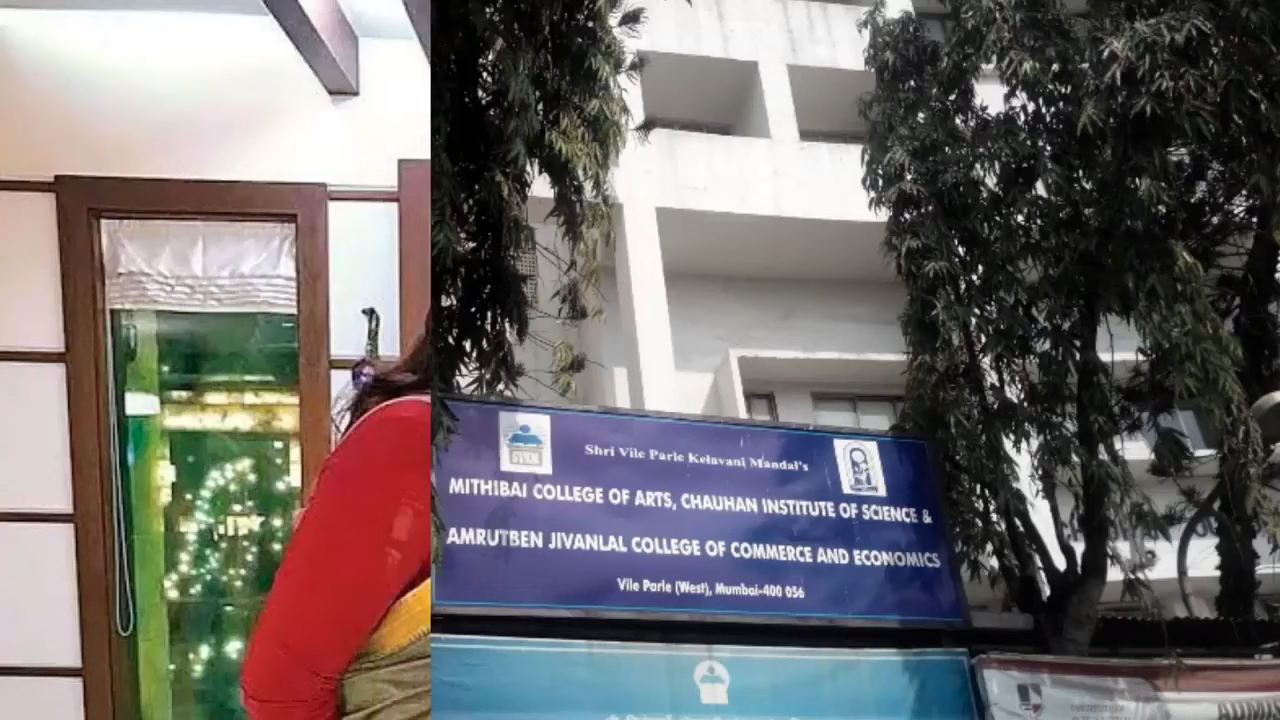 SVKM
Shri Vile Parle Kelavani Mandal's
MITHIBAI COLLEGE OF ARTS, CHAUHAN INSTITUTE OF SCIENCE &
AMRUTBEN JIVANLAL COLLEGE OF COMMERCE AND ECONOMICS
Vile Parle (West), Mumbai-400 056